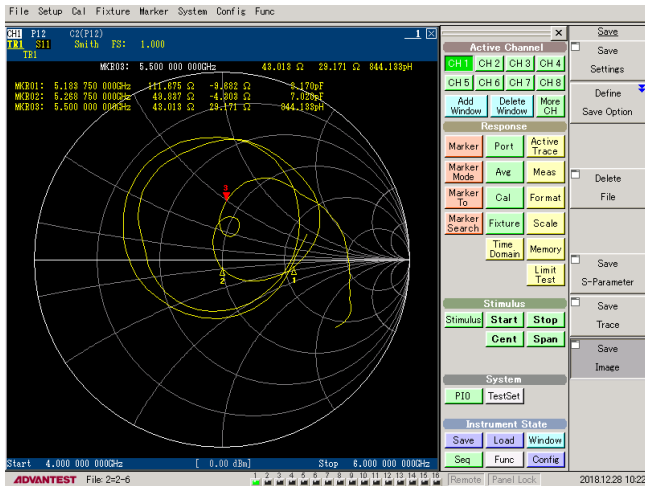 File Setup Cal Fixture Marker System Config Func
CH1 P12 C2(P12) 1
TR1 S11 Smith FS: 1.000
TR1
MKR03: 5.500 000 000GHz 43.013 Ω 29.171 Ω 844.133pH
MKR01: 5.183 750 000GHz 111.675 Ω -9.682 Ω 3.170pF
MKR02: 5.268 750 000GHz 49.837 Ω -4.303 Ω 7.020pF
MKR03: 5.500 000 000GHz 43.013 Ω 29.171 Ω 844.133pH
3
2
1
Start 4.000 000 000GHz [ 0.00 dBm] Stop 6.000 000 000GHz
Active Channel
CH 1 CH 2 CH 3 CH 4
CH 5 CH 6 CH 7 CH 8
Add Window Delete Window More CH
Response
Marker Port Active Trace
Marker Mode Avg Meas
Marker To Cal Format
Marker Search Fixture Scale
Time Domain Memory
Limit Test
Stimulus
Stimulus Start Stop
Cent Span
System
PIO TestSet
Instrument State
Save Load Window
Seq Func Config
Save
Save Settings
Define Save Option
Delete File
Save S-Parameter
Save Trace
Save Image
ADVANTEST File: 2=2-6 1 2 3 4 5 6 7 8 9 10 11 12 13 14 15 16 Remote Panel Lock 2018.12.28 10:22